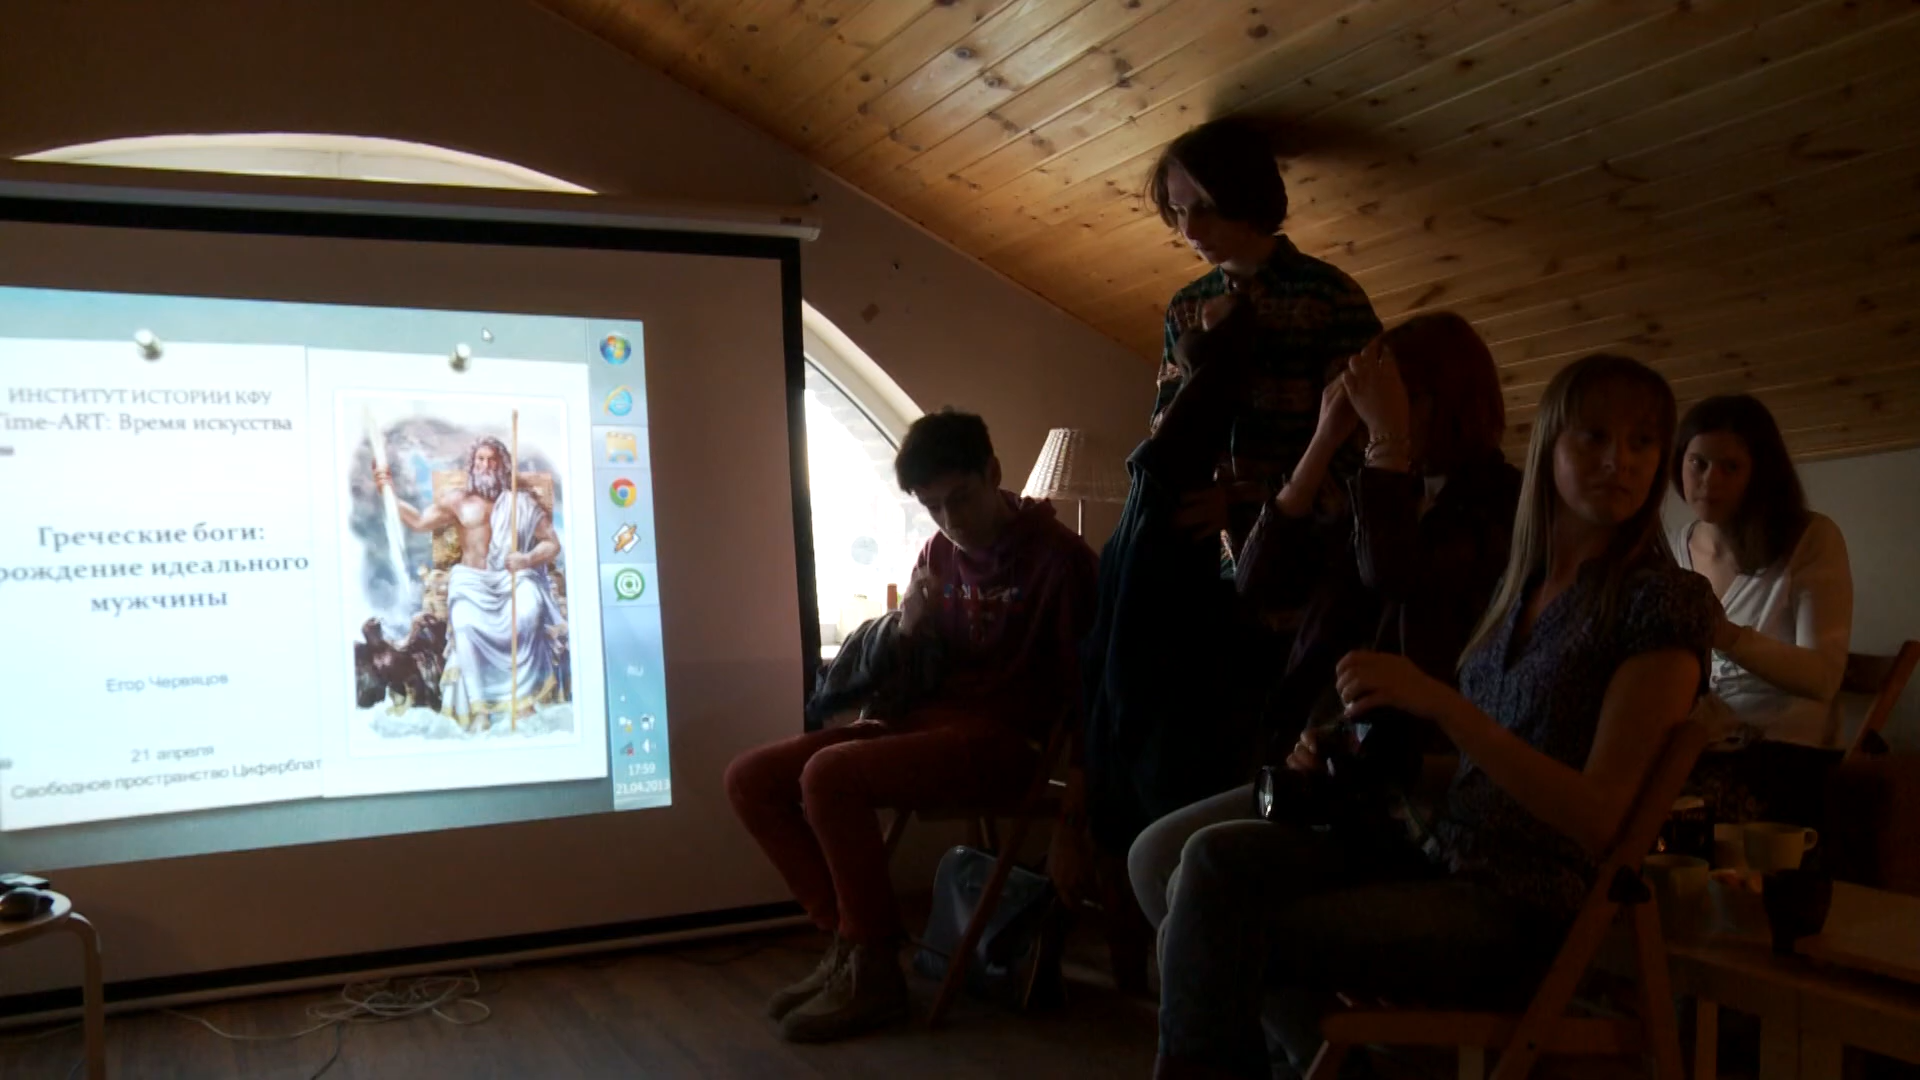 ИНСТИТУТ ИСТОРИИ КФУ
Time-ART: Время искусства
Греческие боги:
рождение идеального
мужчины
Егор Червяцов
21 апреля
Свободное пространство Циферблат
RU
17:59
21.04.2013